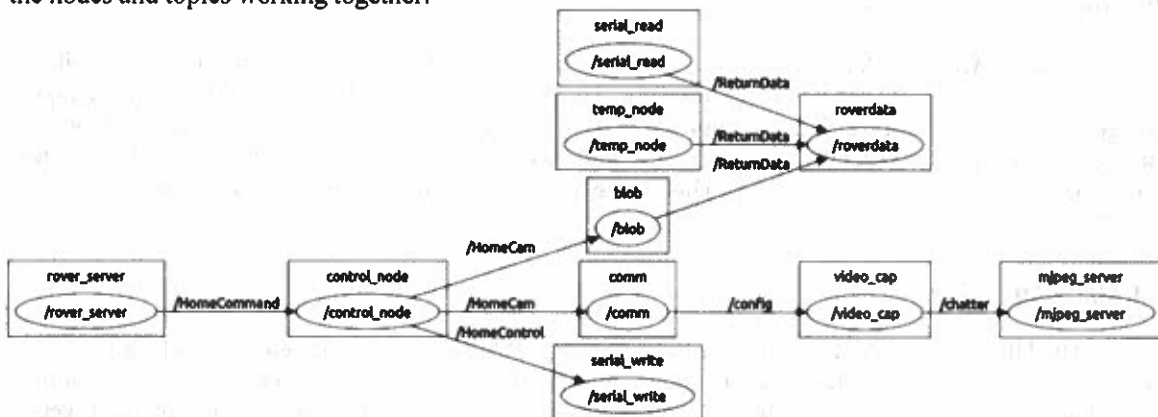 the nodes and topics working together.
serial_read
/serial_read
/ReturnData
temp_node
/temp_node
/ReturnData
roverdata
/roverdata
/ReturnData
blob
/blob
/HomeCam
rover_server
/rover_server
/HomeCommand
control_node
/control_node
/HomeCam
comm
/comm
/config
video_cap
/video_cap
/chatter
mjpeg_server
/mjpeg_server
/HomeControl
serial_write
/serial_write